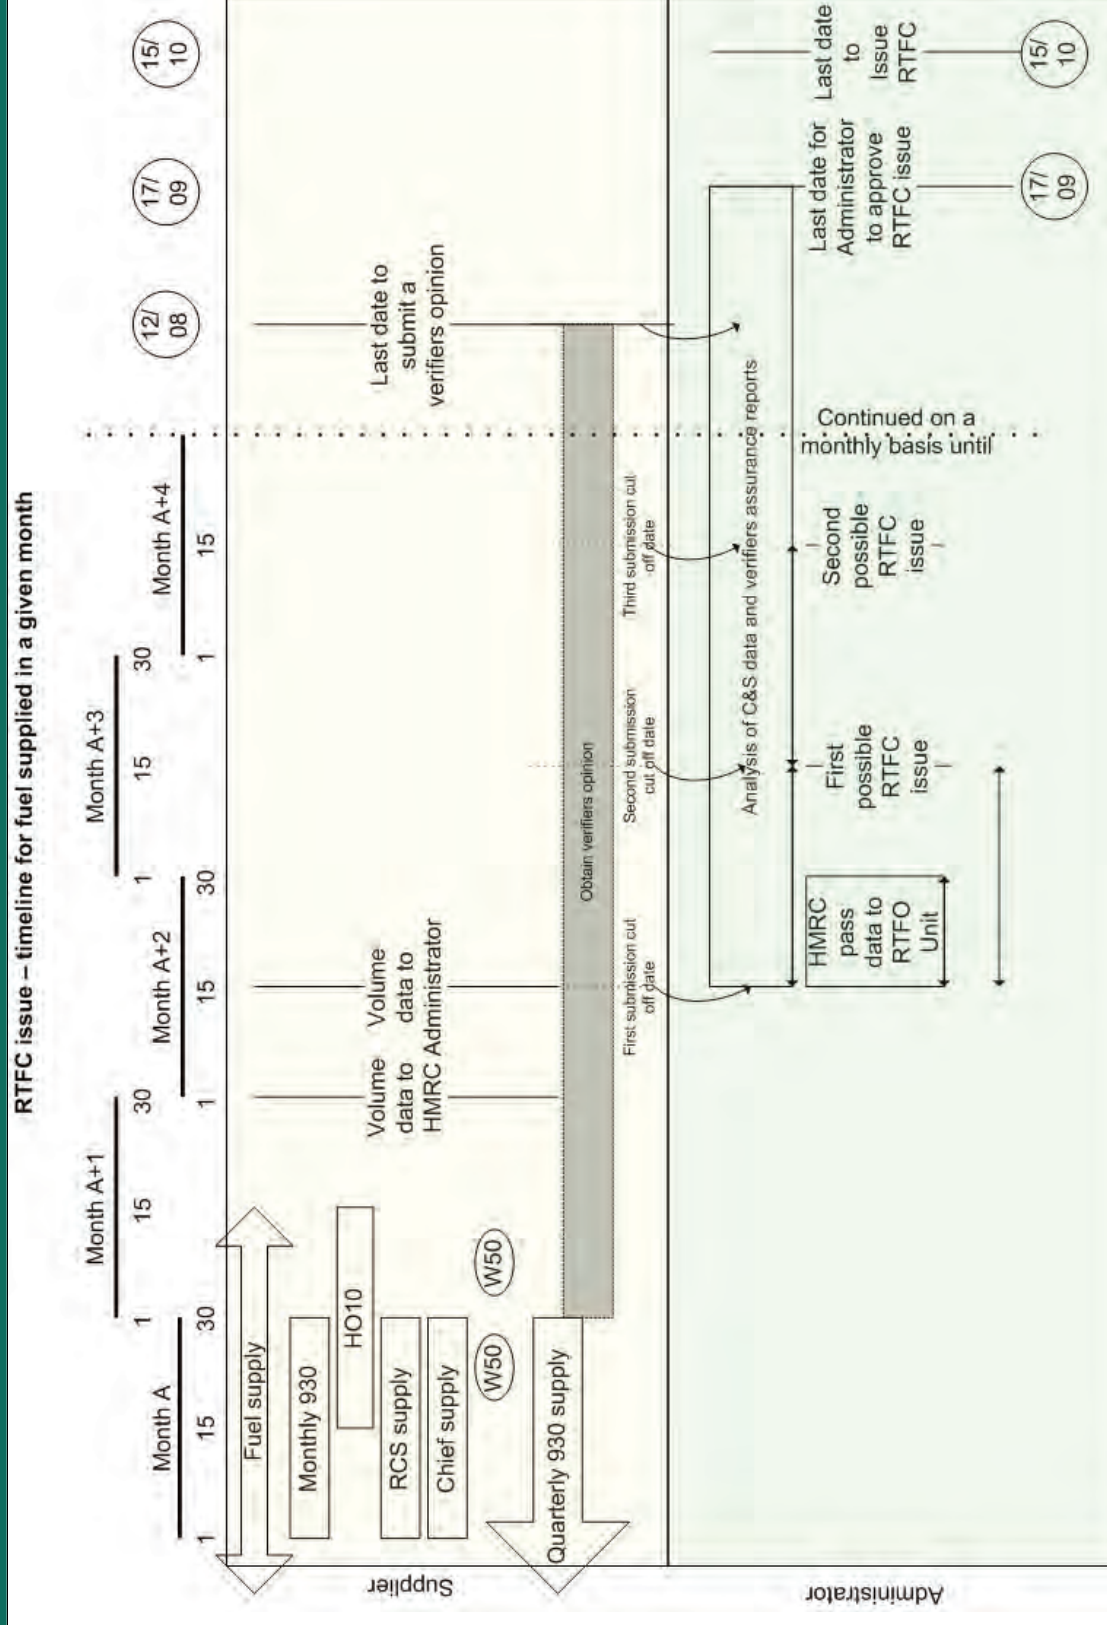 RTFC issue – timeline for fuel supplied in a given month
Month A
Month A+1
Month A+2
Month A+3
Month A+4
1
15
30
1
15
30
1
15
30
1
15
30
1
15
12/
08
17/
09
15/
10
Supplier
Fuel supply
Monthly 930
HO10
RCS supply
Chief supply
W50
W50
Quarterly 930 supply
Volume
data to
HMRC
Volume
data to
Administrator
Last date to
submit a
verifiers opinion
Obtain verifiers opinion
First submission cut
off date
Second submission
cut off date
Third submission cut
off date
Administrator
Analysis of C&S data and verifiers assurance reports
HMRC
pass
data to
RTFO
Unit
First
possible
RTFC
issue
Second
possible
RTFC
issue
Continued on a
monthly basis until
Last date for
Administrator
to approve
RTFC issue
Last date
to
Issue
RTFC
17/
09
15/
10